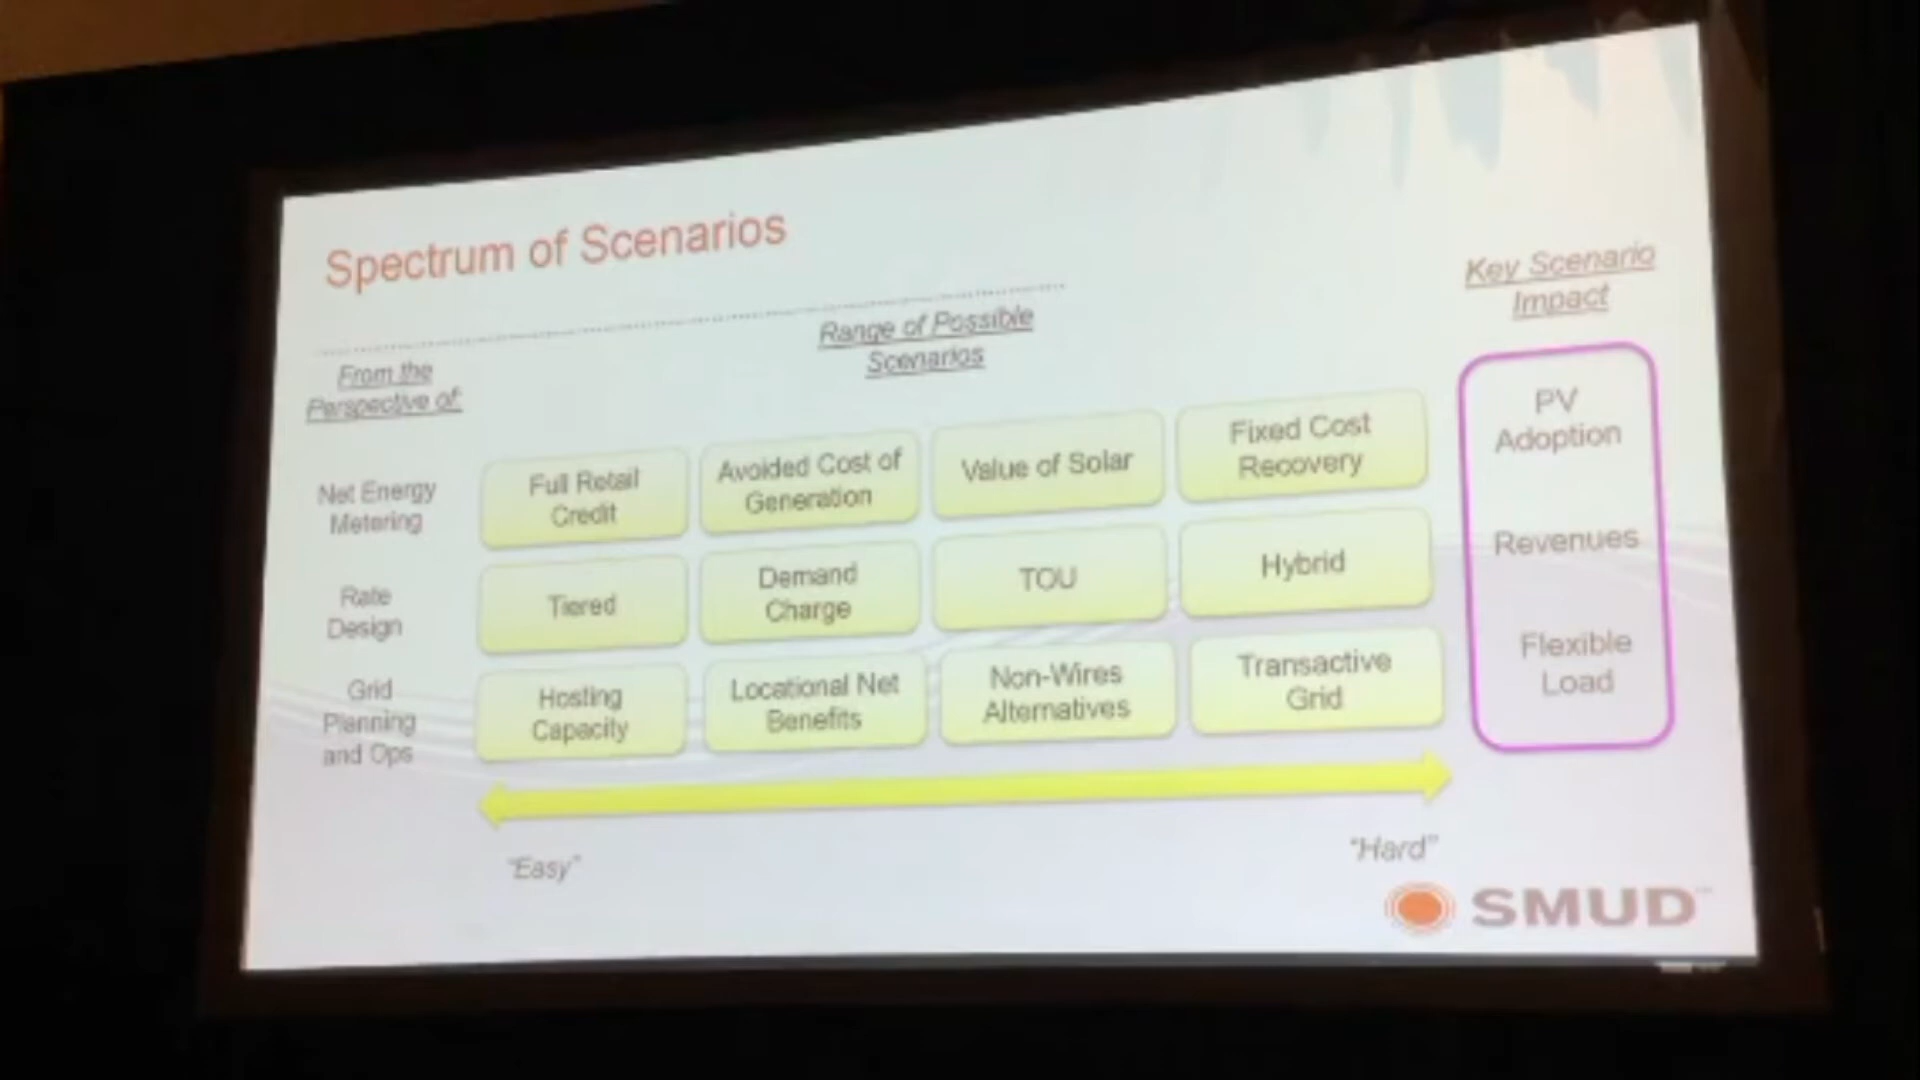 Spectrum of Scenarios
Key Scenario
Impact
Range of Possible
Scenarios
From the
Perspective of:
Net Energy
Metering
Full Retail
Credit
Avoided Cost of
Generation
Value of Solar
Fixed Cost
Recovery
PV
Adoption
Rate
Design
Tiered
Demand
Charge
TOU
Hybrid
Revenues
Grid
Planning
and Ops
Hosting
Capacity
Locational Net
Benefits
Non-Wires
Alternatives
Transactive
Grid
Flexible
Load
"Easy"
"Hard"
SMUD™